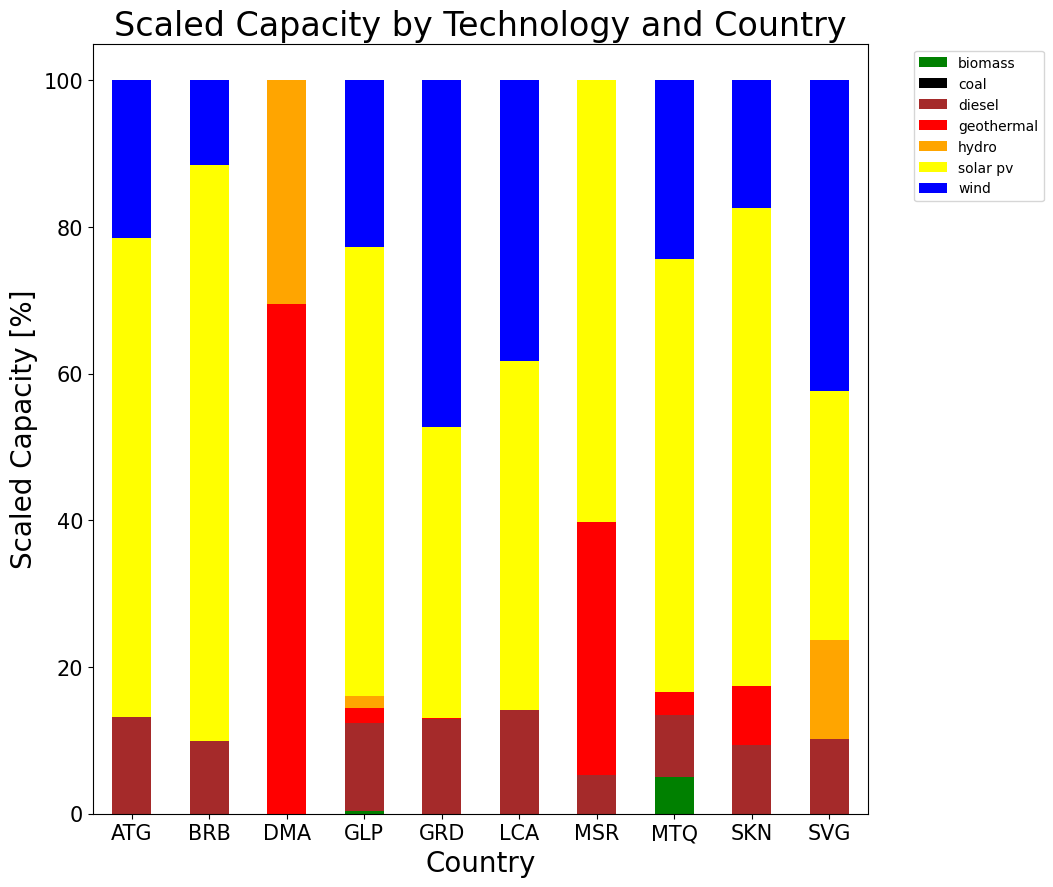 Scaled Capacity by Technology and Country
biomass
coal
diesel
geothermal
hydro
solar pv
wind
Scaled Capacity [%]
100
80
60
40
20
0
ATG BRB DMA GLP GRD LCA MSR MTQ SKN SVG
Country